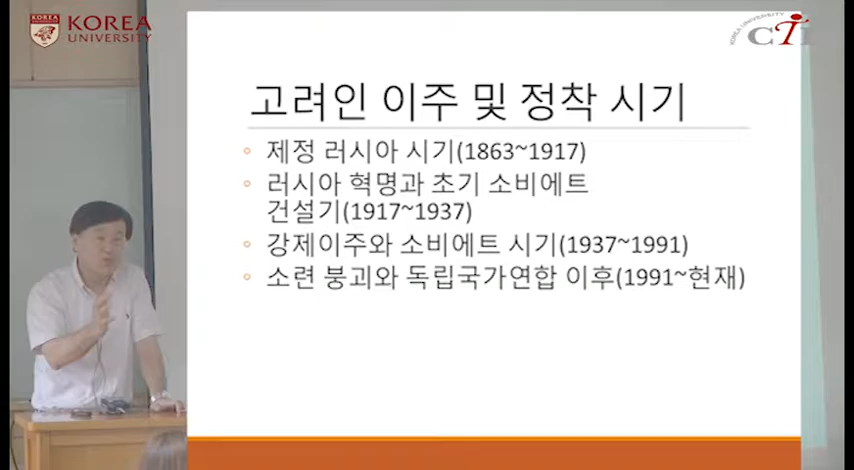 KOREA
UNIVERSITY
KOREA UNIVERSITY
CTi
고려인 이주 및 정착 시기
제정 러시아 시기(1863~1917)
러시아 혁명과 초기 소비에트
건설기(1917~1937)
강제이주와 소비에트 시기(1937~1991)
소련 붕괴와 독립국가연합 이후(1991~현재)